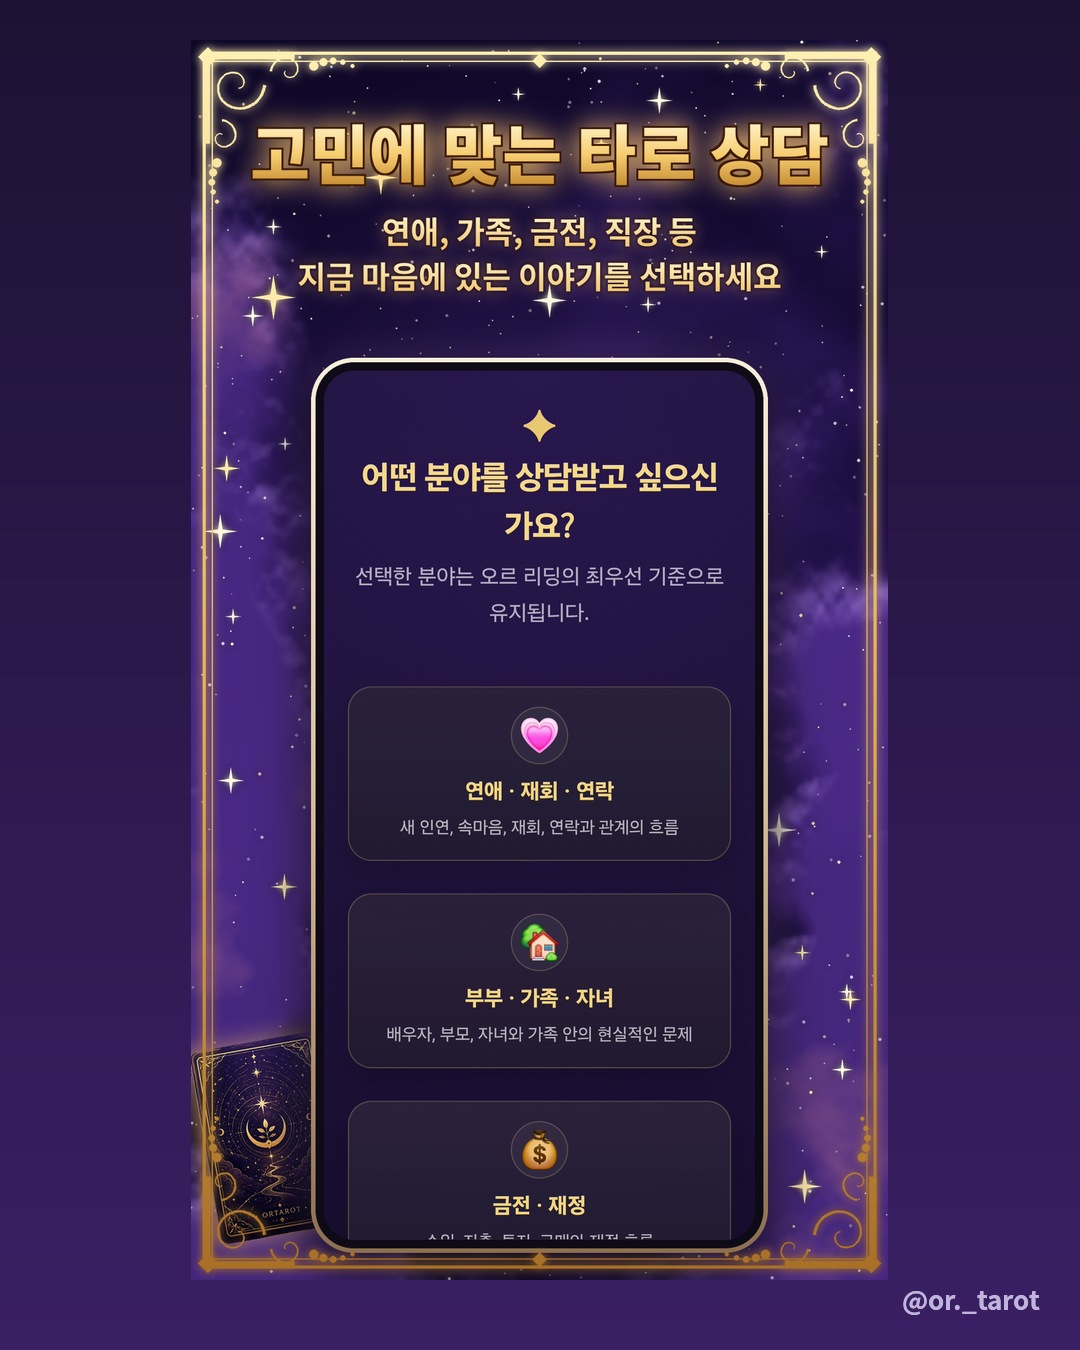 고민에 맞는 타로 상담
연애, 가족, 금전, 직장 등
지금 마음에 있는 이야기를 선택하세요
어떤 분야를 상담받고 싶으신
가요?
선택한 분야는 오르 리딩의 최우선 기준으로
유지됩니다.
연애 · 재회 · 연락
새 인연, 속마음, 재회, 연락과 관계의 흐름
부부 · 가족 · 자녀
배우자, 부모, 자녀와 가족 안의 현실적인 문제
금전 · 재정
ORTAROT
@or._tarot